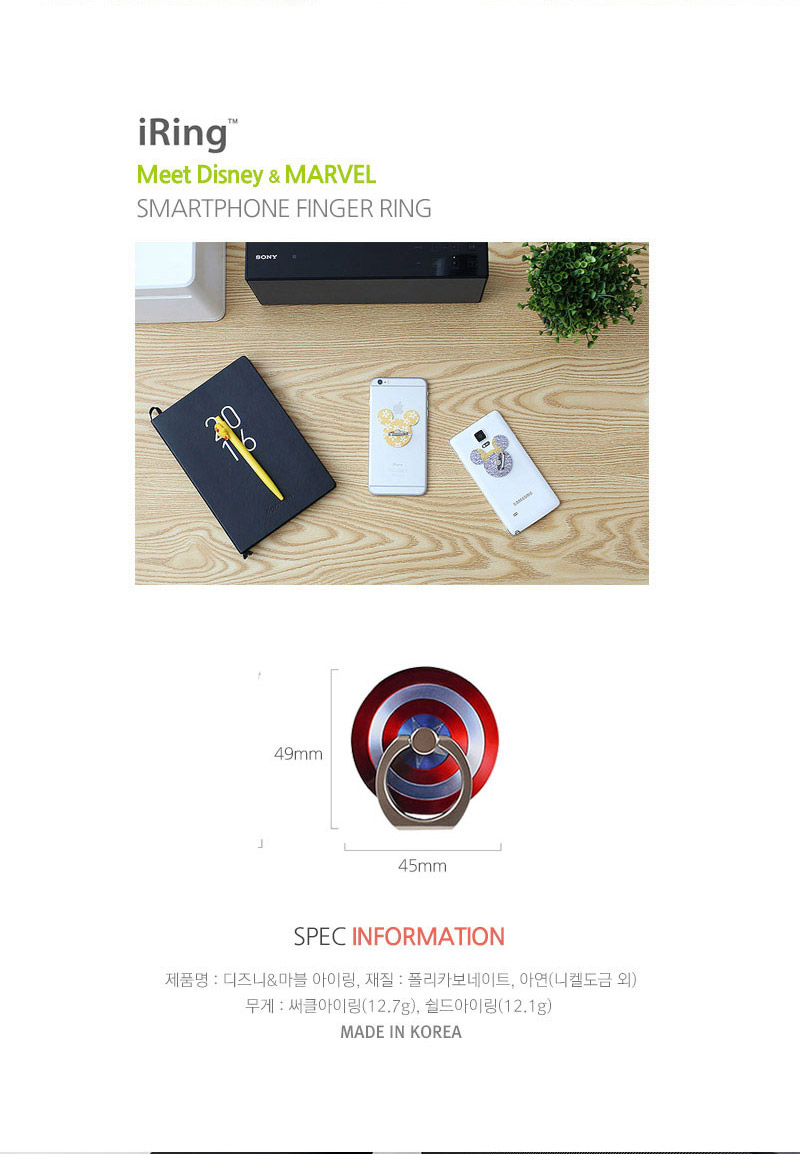 iRing™
Meet Disney & MARVEL
SMARTPHONE FINGER RING
SONY
20
16
iPhone
SAMSUNG
49mm
45mm
SPEC INFORMATION
제품명 : 디즈니&마블 아이링, 재질 : 폴리카보네이트, 아연(니켈도금 외)
무게 : 써클아이링(12.7g), 쉴드아이링(12.1g)
MADE IN KOREA